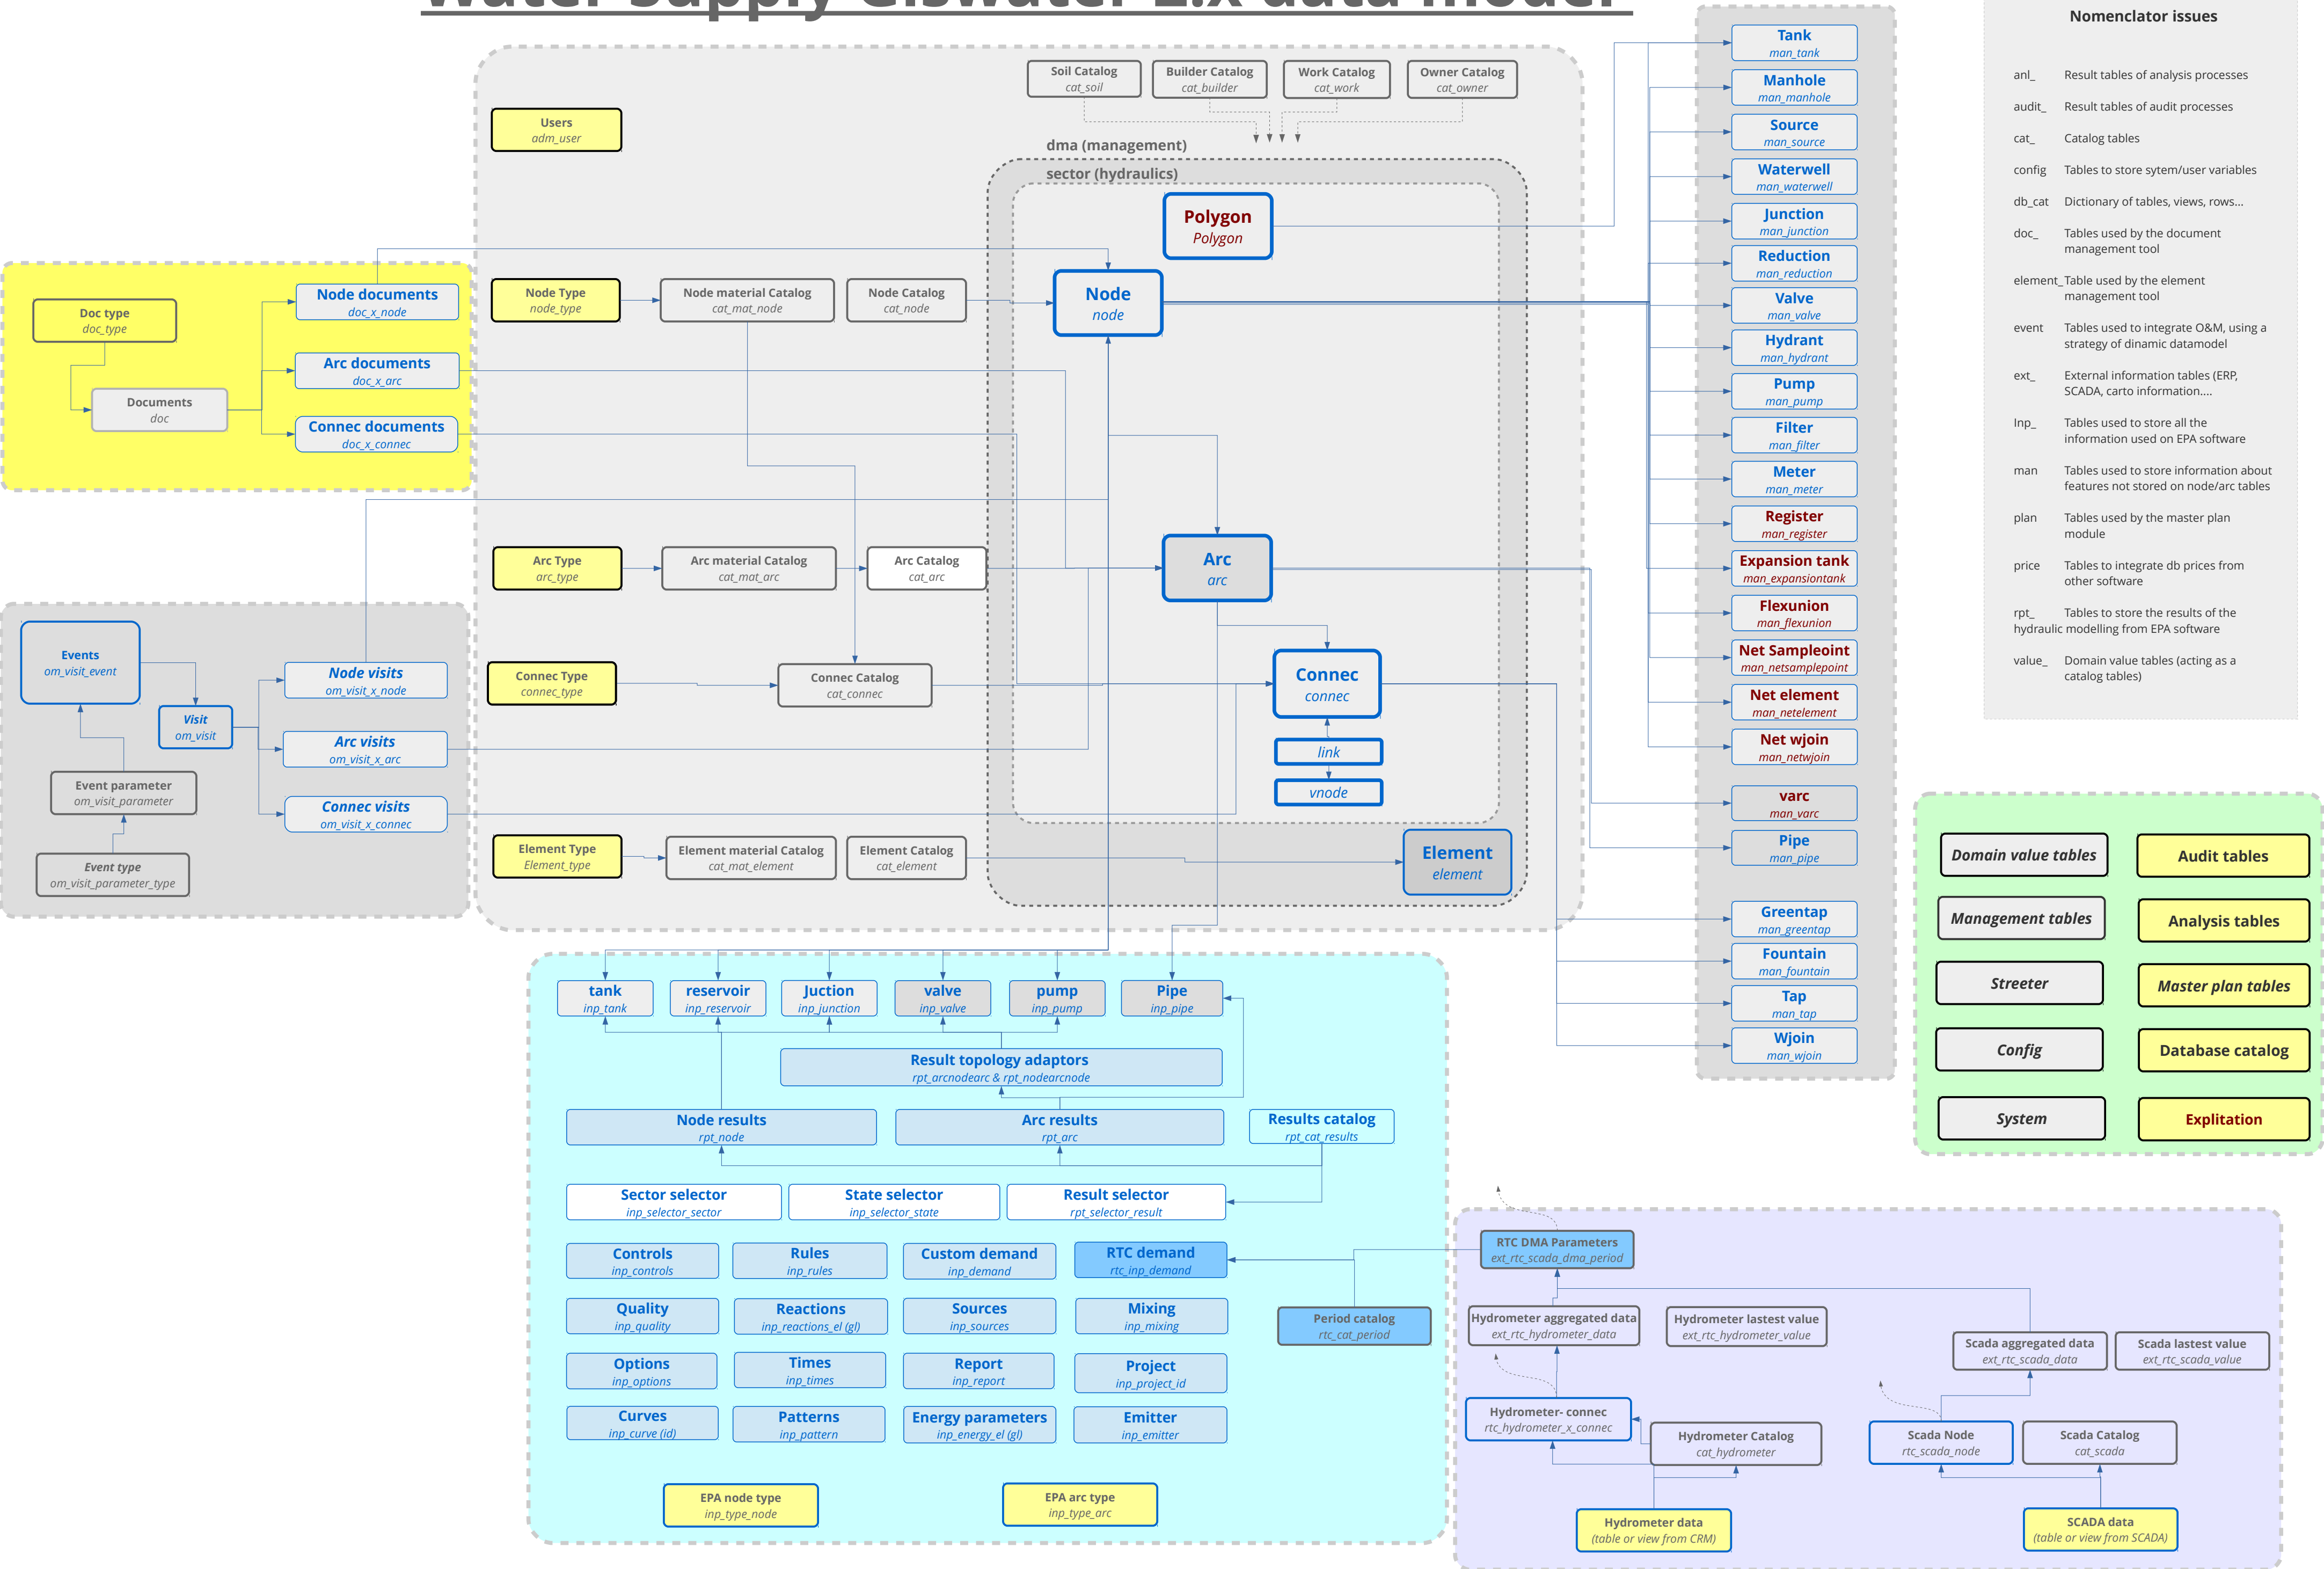 Water supply Giswater 2.x data model
Nomenclator issues
anl_ Result tables of analysis processes
audit_ Result tables of audit processes
cat_ Catalog tables
config Tables to store sytem/user variables
db_cat Dictionary of tables, views, rows...
doc_ Tables used by the document
management tool
element_ Table used by the element
management tool
event Tables used to integrate O&M, using a
strategy of dinamic datamodel
ext_ External information tables (ERP,
SCADA, carto information....
Inp_ Tables used to store all the
information used on EPA software
man Tables used to store information about
features not stored on node/arc tables
plan Tables used by the master plan
module
price Tables to integrate db prices from
other software
rpt_ Tables to store the results of the
hydraulic modelling from EPA software
value_ Domain value tables (acting as a
catalog tables)
Soil Catalog
cat_soil
Builder Catalog
cat_builder
Work Catalog
cat_work
Owner Catalog
cat_owner
Users
adm_user
dma (management)
sector (hydraulics)
Polygon
Polygon
Node Type
node_type
Node material Catalog
cat_mat_node
Node Catalog
cat_node
Node
node
Arc Type
arc_type
Arc material Catalog
cat_mat_arc
Arc Catalog
cat_arc
Arc
arc
Connec Type
connec_type
Connec Catalog
cat_connec
Connec
connec
link
vnode
Element Type
Element_type
Element material Catalog
cat_mat_element
Element Catalog
cat_element
Element
element
Doc type
doc_type
Documents
doc
Node documents
doc_x_node
Arc documents
doc_x_arc
Connec documents
doc_x_connec
Events
om_visit_event
Visit
om_visit
Event parameter
om_visit_parameter
Event type
om_visit_parameter_type
Node visits
om_visit_x_node
Arc visits
om_visit_x_arc
Connec visits
om_visit_x_connec
Tank
man_tank
Manhole
man_manhole
Source
man_source
Waterwell
man_waterwell
Junction
man_junction
Reduction
man_reduction
Valve
man_valve
Hydrant
man_hydrant
Pump
man_pump
Filter
man_filter
Meter
man_meter
Register
man_register
Expansion tank
man_expansiontank
Flexunion
man_flexunion
Net Sampleoint
man_netsamplepoint
Net element
man_netelement
Net wjoin
man_netwjoin
varc
man_varc
Pipe
man_pipe
Greentap
man_greentap
Fountain
man_fountain
Tap
man_tap
Wjoin
man_wjoin
Domain value tables
Audit tables
Management tables
Analysis tables
Streeter
Master plan tables
Config
Database catalog
System
Explitation
tank
inp_tank
reservoir
inp_reservoir
Juction
inp_junction
valve
inp_valve
pump
inp_pump
Pipe
inp_pipe
Result topology adaptors
rpt_arcnodearc & rpt_nodearcnode
Node results
rpt_node
Arc results
rpt_arc
Results catalog
rpt_cat_results
Sector selector
inp_selector_sector
State selector
inp_selector_state
Result selector
rpt_selector_result
Controls
inp_controls
Rules
inp_rules
Custom demand
inp_demand
RTC demand
rtc_inp_demand
Quality
inp_quality
Reactions
inp_reactions_el (gl)
Sources
inp_sources
Mixing
inp_mixing
Period catalog
rtc_cat_period
Options
inp_options
Times
inp_times
Report
inp_report
Project
inp_project_id
Curves
inp_curve (id)
Patterns
inp_pattern
Energy parameters
inp_energy_el (gl)
Emitter
inp_emitter
EPA node type
inp_type_node
EPA arc type
inp_type_arc
RTC DMA Parameters
ext_rtc_scada_dma_period
Hydrometer aggregated data
ext_rtc_hydrometer_data
Hydrometer lastest value
ext_rtc_hydrometer_value
Scada aggregated data
ext_rtc_scada_data
Scada lastest value
ext_rtc_scada_value
Hydrometer- connec
rtc_hydrometer_x_connec
Hydrometer Catalog
cat_hydrometer
Scada Node
rtc_scada_node
Scada Catalog
cat_scada
Hydrometer data
(table or view from CRM)
SCADA data
(table or view from SCADA)